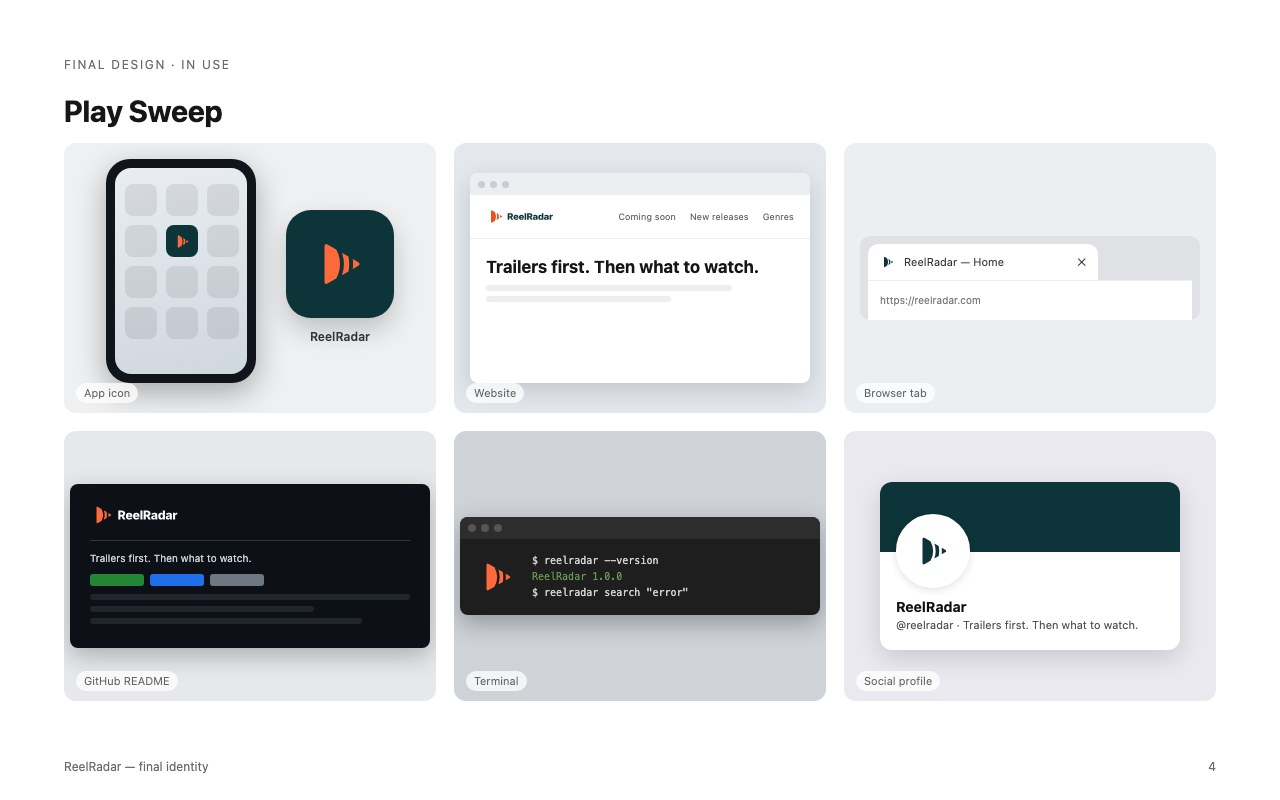 FINAL DESIGN · IN USE
Play Sweep
ReelRadar
App icon
ReelRadar
Coming soon New releases Genres
Trailers first. Then what to watch.
Website
ReelRadar — Home
https://reelradar.com
Browser tab
ReelRadar
Trailers first. Then what to watch.
GitHub README
$ reelradar --version
ReelRadar 1.0.0
$ reelradar search "error"
Terminal
ReelRadar
@reelradar · Trailers first. Then what to watch.
Social profile
ReelRadar — final identity
4